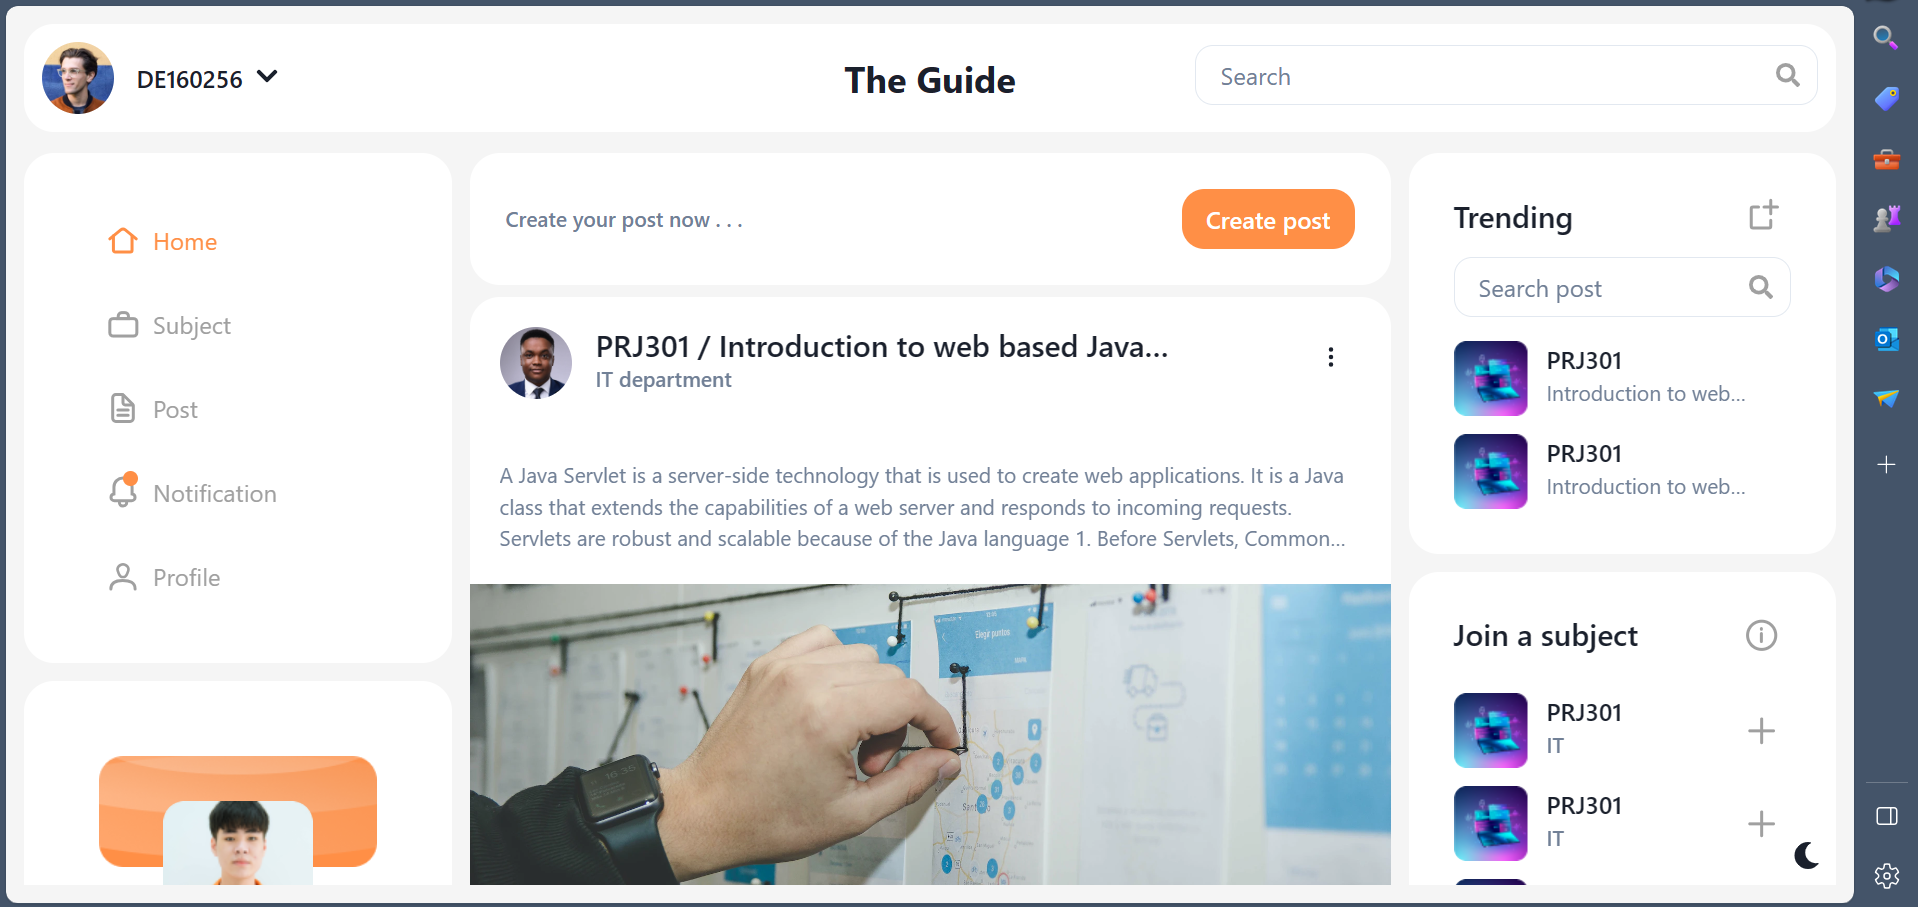 DE160256
The Guide
Search
Home
Subject
Post
Notification
Profile
Create your post now . . .
Create post
PRJ301 / Introduction to web based Java...
IT department
A Java Servlet is a server-side technology that is used to create web applications. It is a Java
class that extends the capabilities of a web server and responds to incoming requests.
Servlets are robust and scalable because of the Java language 1. Before Servlets, Common...
Elegir puntos
16:35
Trending
Search post
PRJ301
Introduction to web...
PRJ301
Introduction to web...
Join a subject
PRJ301
IT
PRJ301
IT